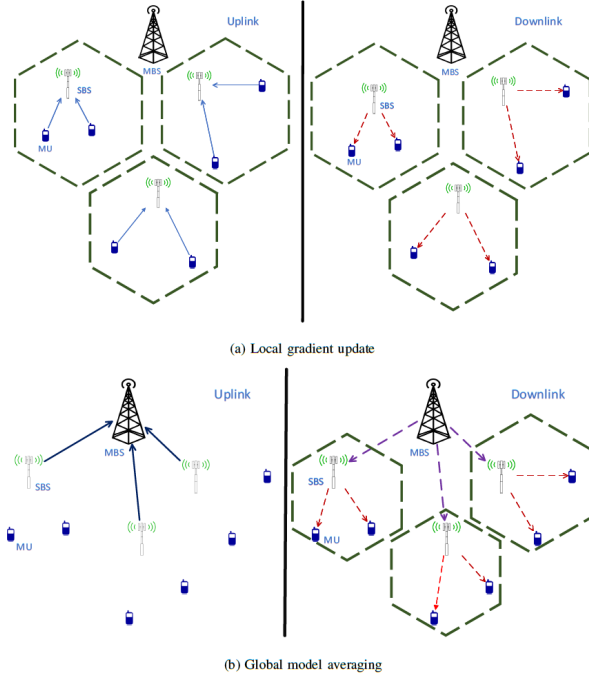 Uplink
Downlink
MBS
MBS
SBS
SBS
MU
MU
(a) Local gradient update
Uplink
Downlink
MBS
MBS
SBS
SBS
MU
MU
(b) Global model averaging